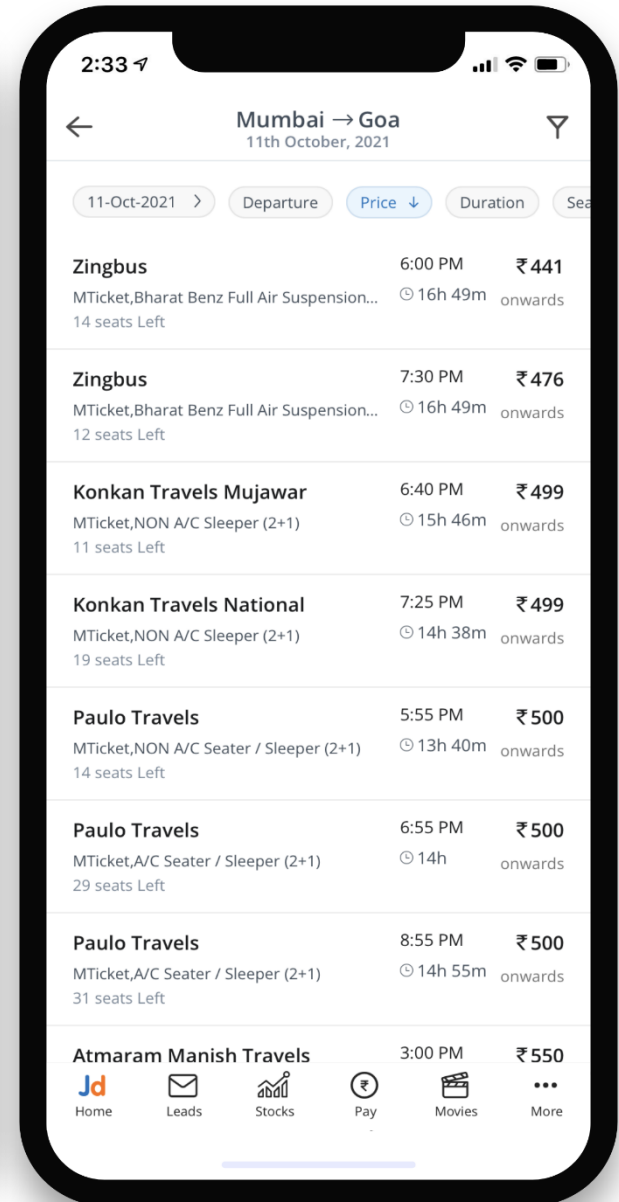 2:33
Mumbai → Goa
11th October, 2021
11-Oct-2021 > Departure Price ↓ Duration Sea
Zingbus 6:00 PM ₹441
MTicket,Bharat Benz Full Air Suspension... 16h 49m onwards
14 seats Left
Zingbus 7:30 PM ₹476
MTicket,Bharat Benz Full Air Suspension... 16h 49m onwards
12 seats Left
Konkan Travels Mujawar 6:40 PM ₹499
MTicket,NON A/C Sleeper (2+1) 15h 46m onwards
11 seats Left
Konkan Travels National 7:25 PM ₹499
MTicket,NON A/C Sleeper (2+1) 14h 38m onwards
19 seats Left
Paulo Travels 5:55 PM ₹500
MTicket,NON A/C Seater / Sleeper (2+1) 13h 40m onwards
14 seats Left
Paulo Travels 6:55 PM ₹500
MTicket,A/C Seater / Sleeper (2+1) 14h onwards
29 seats Left
Paulo Travels 8:55 PM ₹500
MTicket,A/C Seater / Sleeper (2+1) 14h 55m onwards
31 seats Left
Atmaram Manish Travels 3:00 PM ₹550
Jd ₹
Home Leads Stocks Pay Movies More